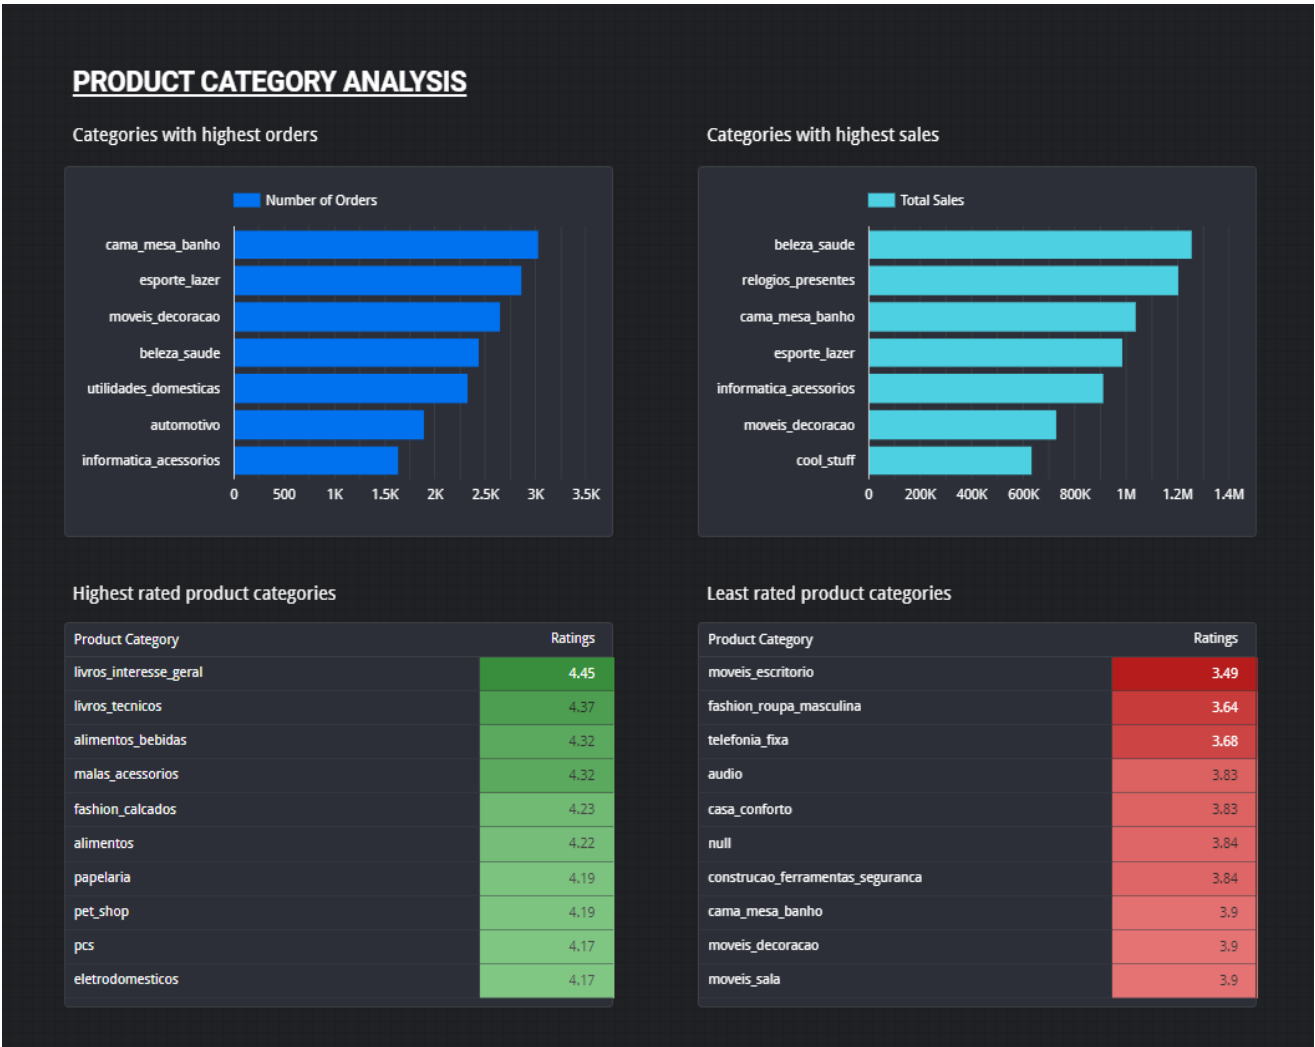 PRODUCT CATEGORY ANALYSIS
Categories with highest orders
Number of Orders
cama_mesa_banho
esporte_lazer
moveis_decoracao
beleza_saude
utilidades_domesticas
automotivo
informatica_acessorios
0 500 1K 1.5K 2K 2.5K 3K 3.5K
Categories with highest sales
Total Sales
beleza_saude
relogios_presentes
cama_mesa_banho
esporte_lazer
informatica_acessorios
moveis_decoracao
cool_stuff
0 200K 400K 600K 800K 1M 1.2M 1.4M
Highest rated product categories
Product Category Ratings
livros_interesse_geral 4.45
livros_tecnicos 4.37
alimentos_bebidas 4.32
malas_acessorios 4.32
fashion_calcados 4.23
alimentos 4.22
papelaria 4.19
pet_shop 4.19
pcs 4.17
eletrodomesticos 4.17
Least rated product categories
Product Category Ratings
moveis_escritorio 3.49
fashion_roupa_masculina 3.64
telefonia_fixa 3.68
audio 3.83
casa_conforto 3.83
null 3.84
construcao_ferramentas_seguranca 3.84
cama_mesa_banho 3.9
moveis_decoracao 3.9
moveis_sala 3.9